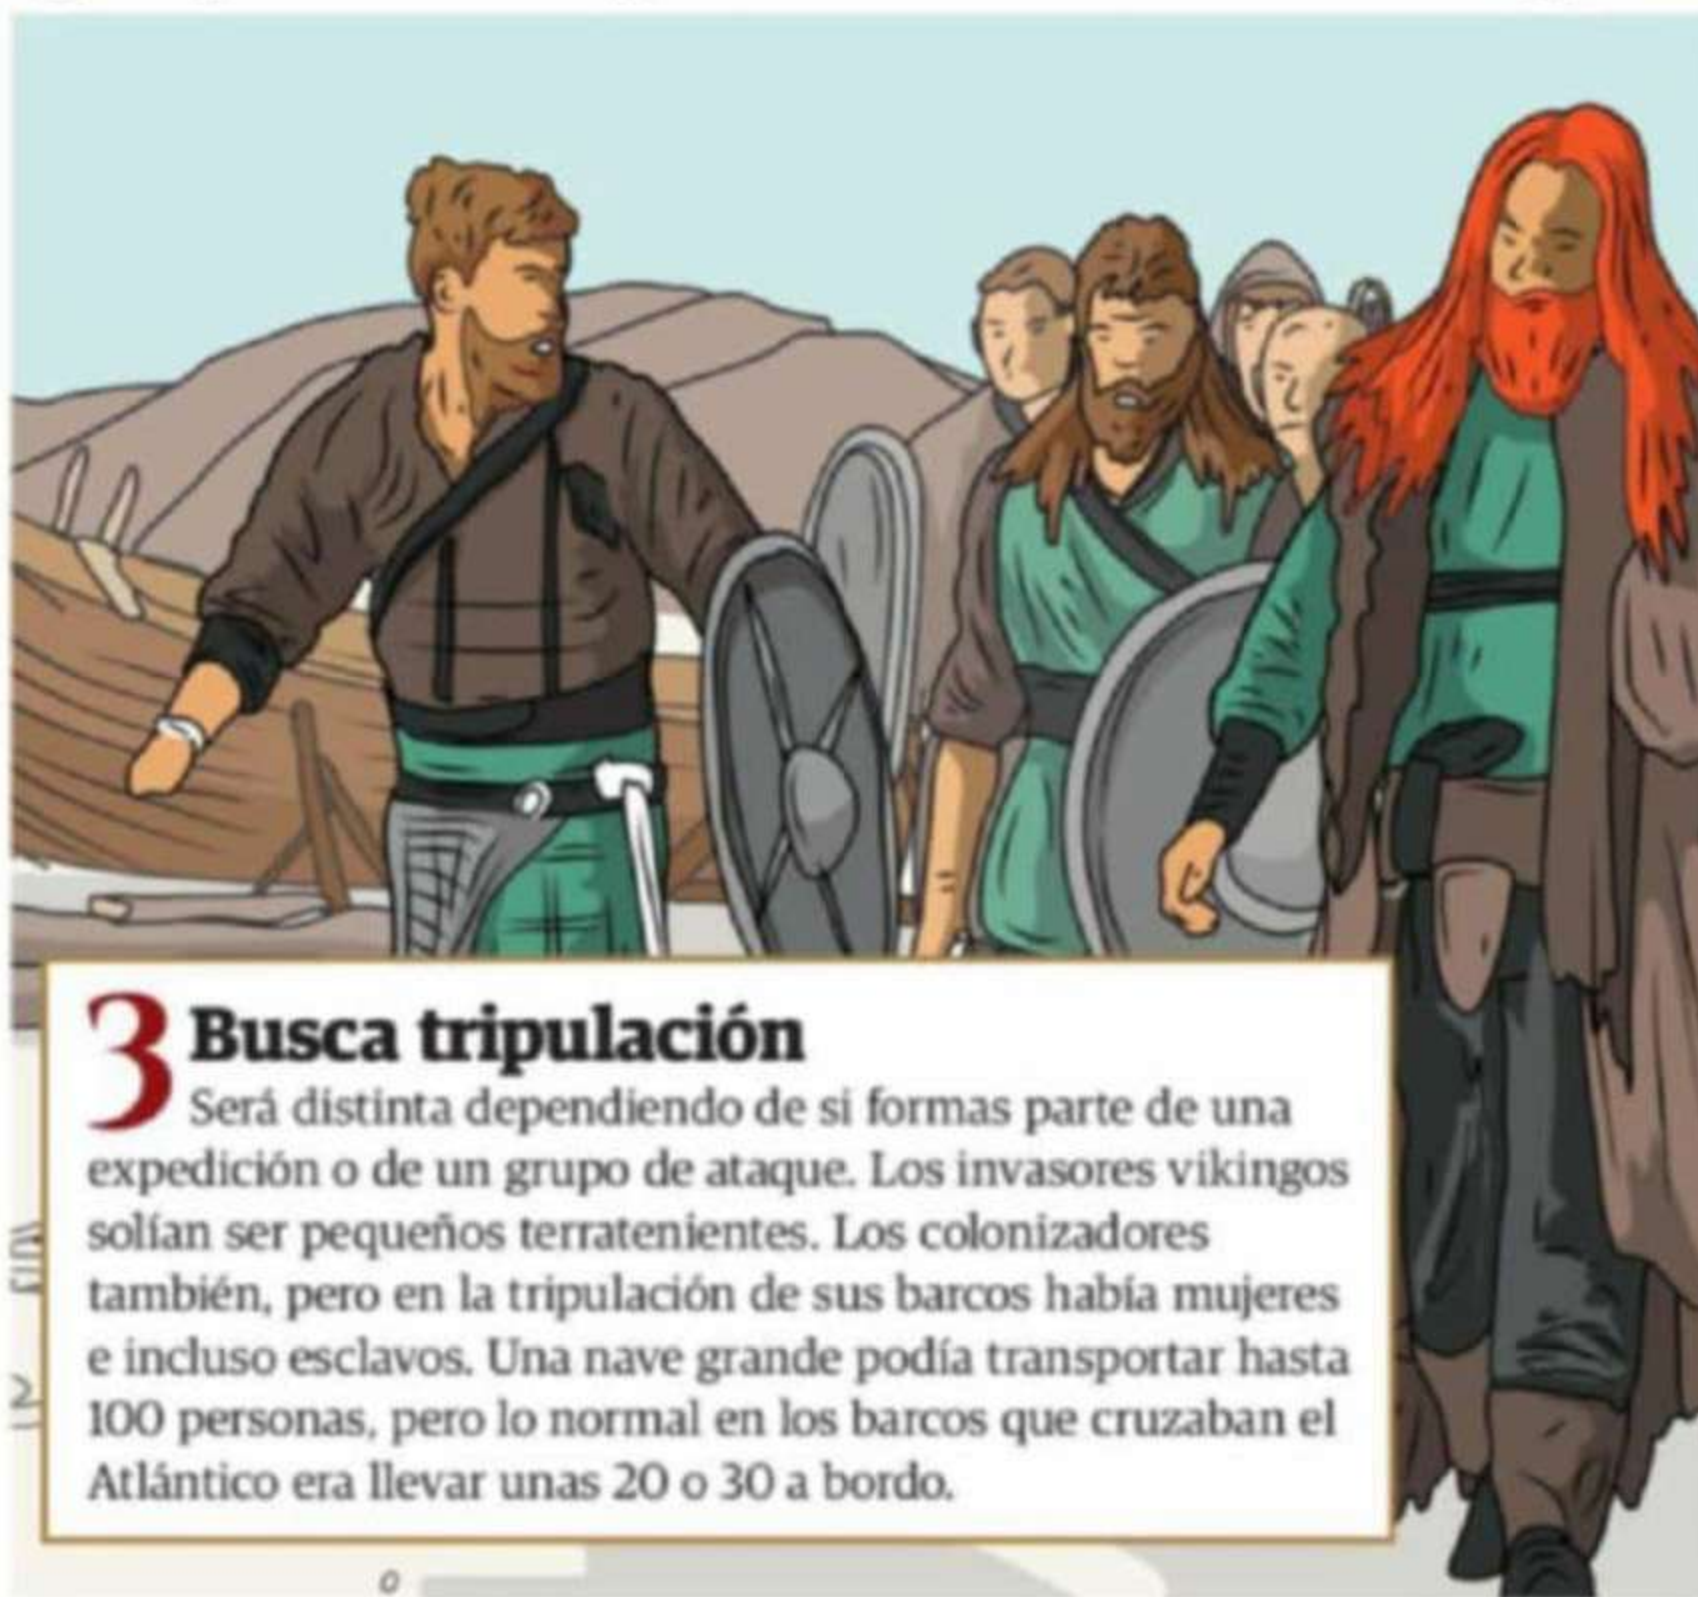 3 Busca tripulación
Será distinta dependiendo de si formas parte de una
expedición o de un grupo de ataque. Los invasores vikingos
solían ser pequeños terratenientes. Los colonizadores
también, pero en la tripulación de sus barcos había mujeres
e incluso esclavos. Una nave grande podía transportar hasta
100 personas, pero lo normal en los barcos que cruzaban el
Atlántico era llevar unas 20 o 30 a bordo.